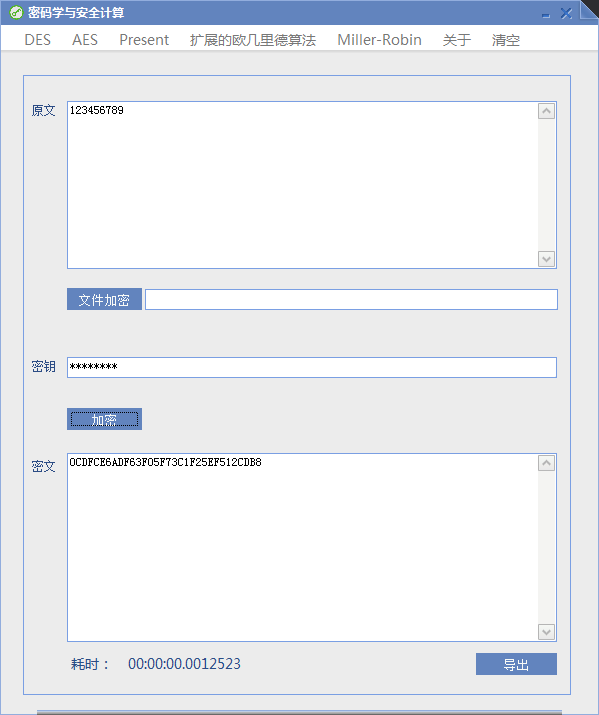 密码学与安全计算
DES AES Present 扩展的欧几里德算法 Miller-Robin 关于 清空
原文 123456789
文件加密
密钥 ********
加密
密文 0CDFCE6ADF63F05F73C1F25EF512CDB8
耗时： 00:00:00.0012523 导出